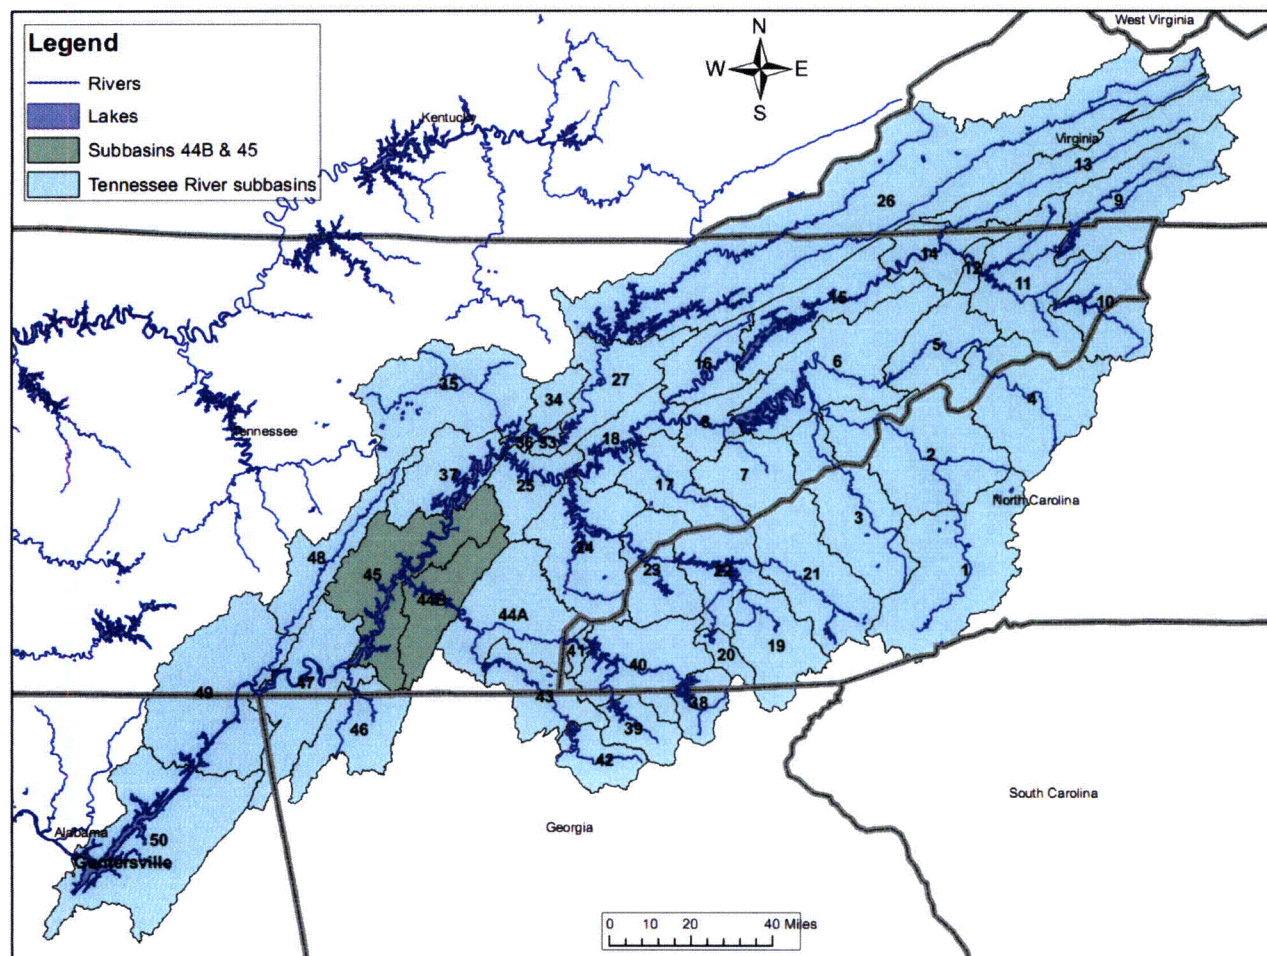 West Virginia
Legend
N
W E
S
Rivers
Lakes
Subbasins 44B & 45
Tennessee River subbasins
Kentucky
Virginia
13
9
26
14
12
11
10
15
5
6
16
27
35
34
4
Tennessee
8
18
36 33
2
37
25
17
7
North Carolina
3
24
48
45
23
22
21
1
44B
44A
41
40
20
19
49
47
43
38
46
39
42
South Carolina
Georgia
Alabama
50
Guntersville
0 10 20 40 Miles